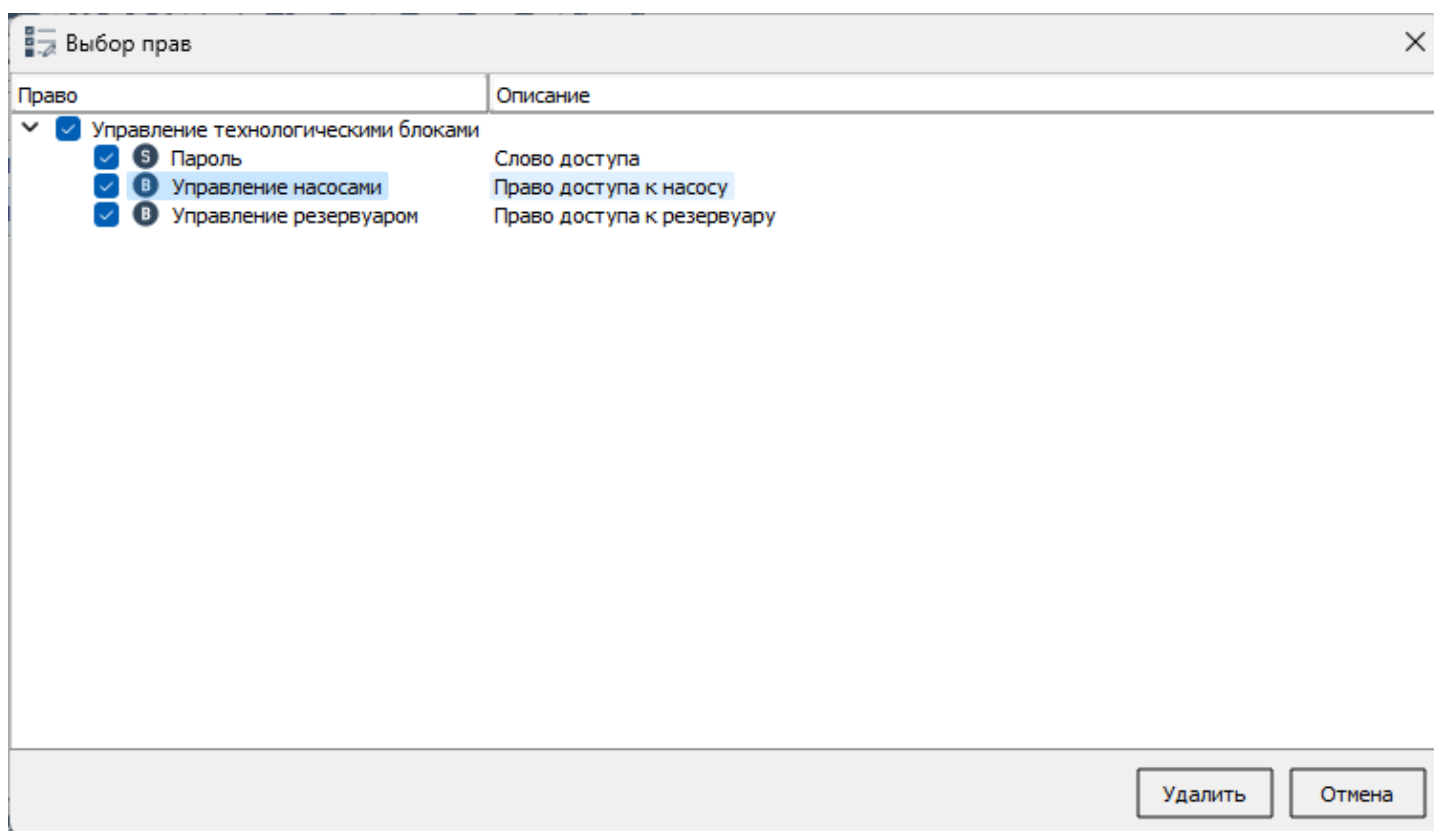 Выбор прав
Право Описание
Управление технологическими блоками
S Пароль Слово доступа
B Управление насосами Право доступа к насосу
B Управление резервуаром Право доступа к резервуару
Удалить Отмена